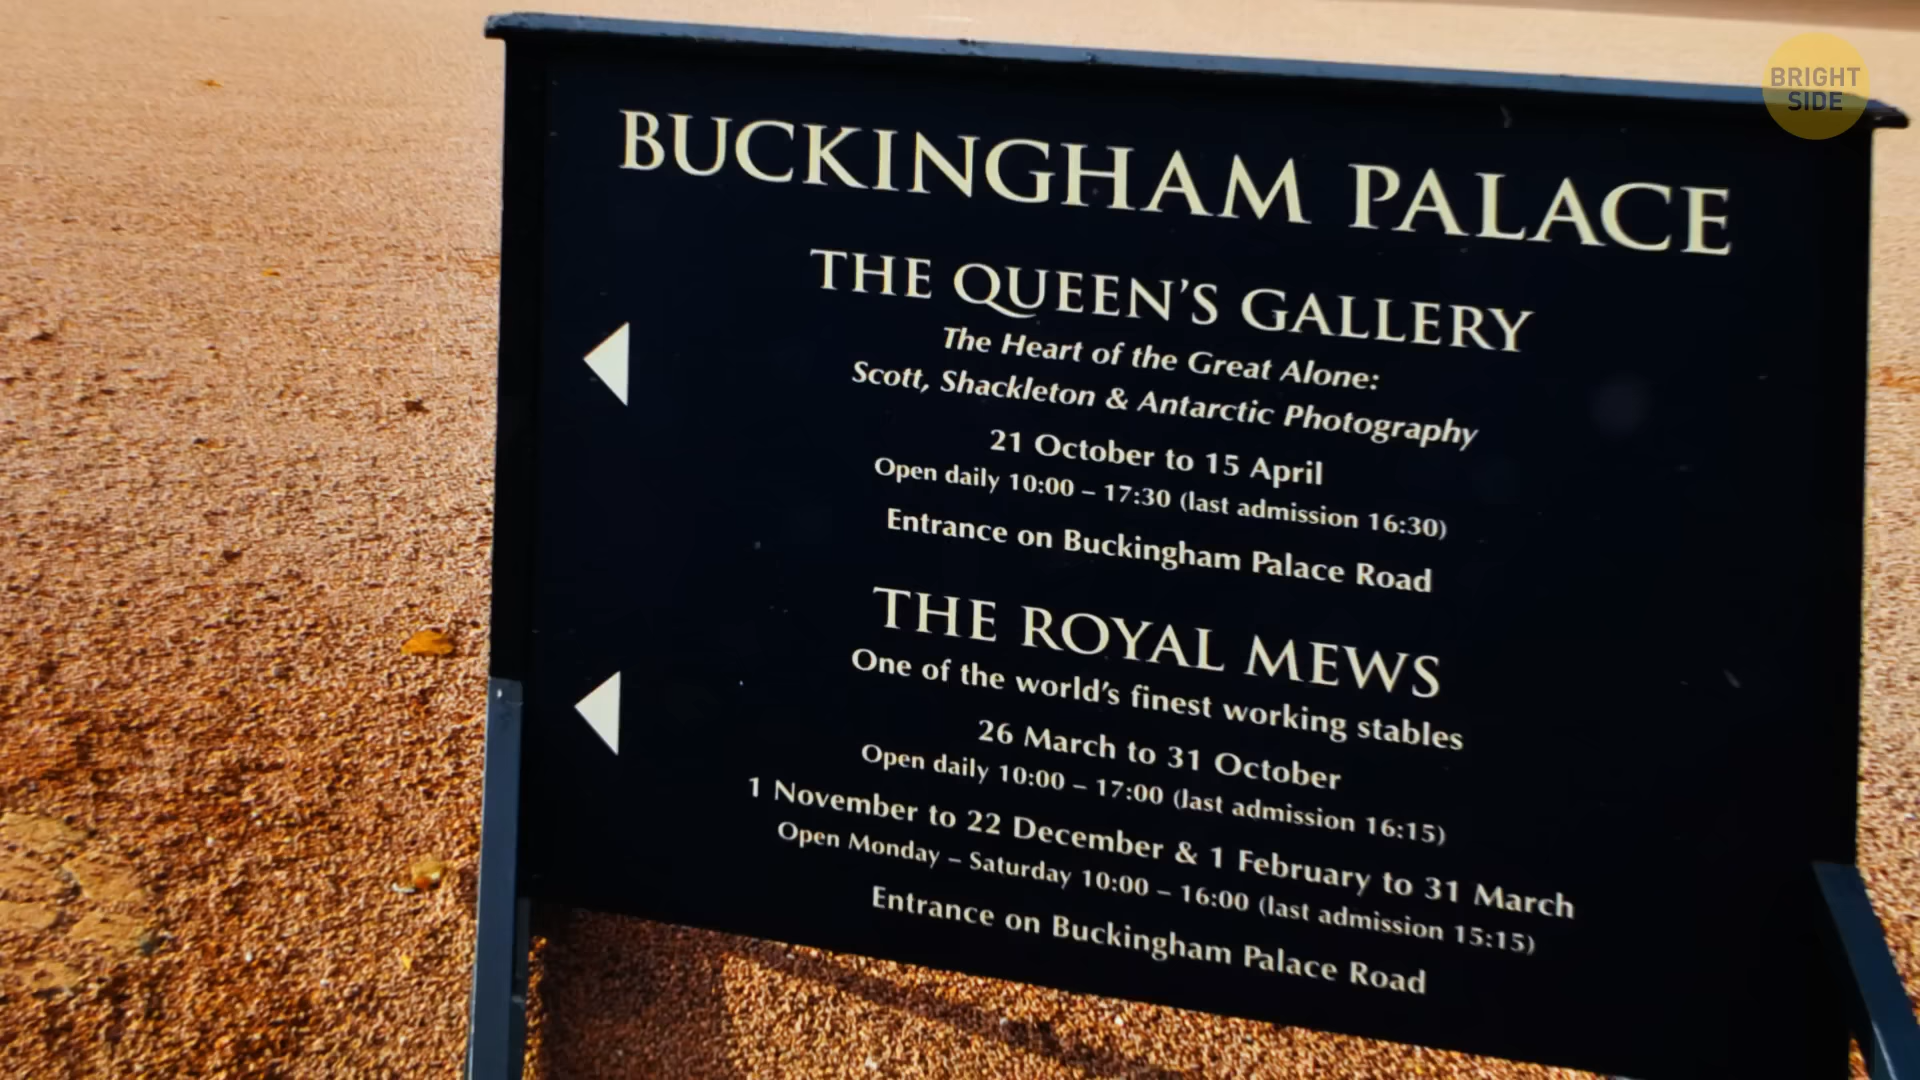 BRIGHT
SIDE
BUCKINGHAM PALACE
THE QUEEN'S GALLERY
The Heart of the Great Alone:
Scott, Shackleton & Antarctic Photography
21 October to 15 April
Open daily 10:00 – 17:30 (last admission 16:30)
Entrance on Buckingham Palace Road
THE ROYAL MEWS
One of the world's finest working stables
26 March to 31 October
Open daily 10:00 – 17:00 (last admission 16:15)
1 November to 22 December & 1 February to 31 March
Open Monday – Saturday 10:00 – 16:00 (last admission 15:15)
Entrance on Buckingham Palace Road